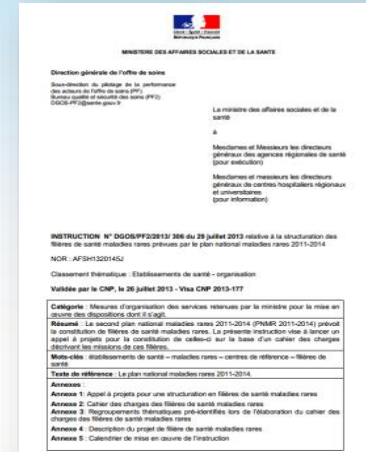 Liberté • Égalité • Fraternité
RÉPUBLIQUE FRANÇAISE
MINISTERE DES AFFAIRES SOCIALES ET DE LA SANTE
Direction générale de l'offre de soins
Sous-direction du pilotage de la performance
des acteurs de l'offre de soins (PF)
Bureau qualité et sécurité des soins (PF2)
DGOS-PF2@sante.gouv.fr
La ministre des affaires sociales et de la
santé
à
Mesdames et Messieurs les directeurs
généraux des agences régionales de santé
(pour exécution)
Mesdames et messieurs les directeurs
généraux de centres hospitaliers régionaux
et universitaires
(pour information)
INSTRUCTION N° DGOS/PF2/2013/ 306 du 29 juillet 2013 relative à la structuration des
filières de santé maladies rares prévues par le plan national maladies rares 2011-2014
NOR : AFSH1320145J
Classement thématique : Etablissements de santé - organisation
Validée par le CNP, le 26 juillet 2013 - Visa CNP 2013-177
Catégorie : Mesures d'organisation des services retenues par le ministre pour la mise en
œuvre des dispositions dont il s'agit.
Résumé : Le second plan national maladies rares 2011-2014 (PNMR 2011-2014) prévoit
la constitution de filières de santé maladies rares. La présente instruction vise à lancer un
appel à projets pour la constitution de celles-ci sur la base d'un cahier des charges
décrivant les missions de ces filières.
Mots-clés : établissements de santé – maladies rares – centres de référence – filières de
santé
Texte de référence : Le plan national maladies rares 2011-2014.
Annexes :
Annexe 1: Appel à projets pour une structuration en filières de santé maladies rares
Annexe 2: Cahier des charges des filières de santé maladies rares
Annexe 3: Regroupements thématiques pré-identifiés lors de l'élaboration du cahier des
charges des filières de santé maladies rares
Annexe 4 : Description du projet de filière de santé maladies rares
Annexe 5 : Calendrier de mise en œuvre de l'instruction